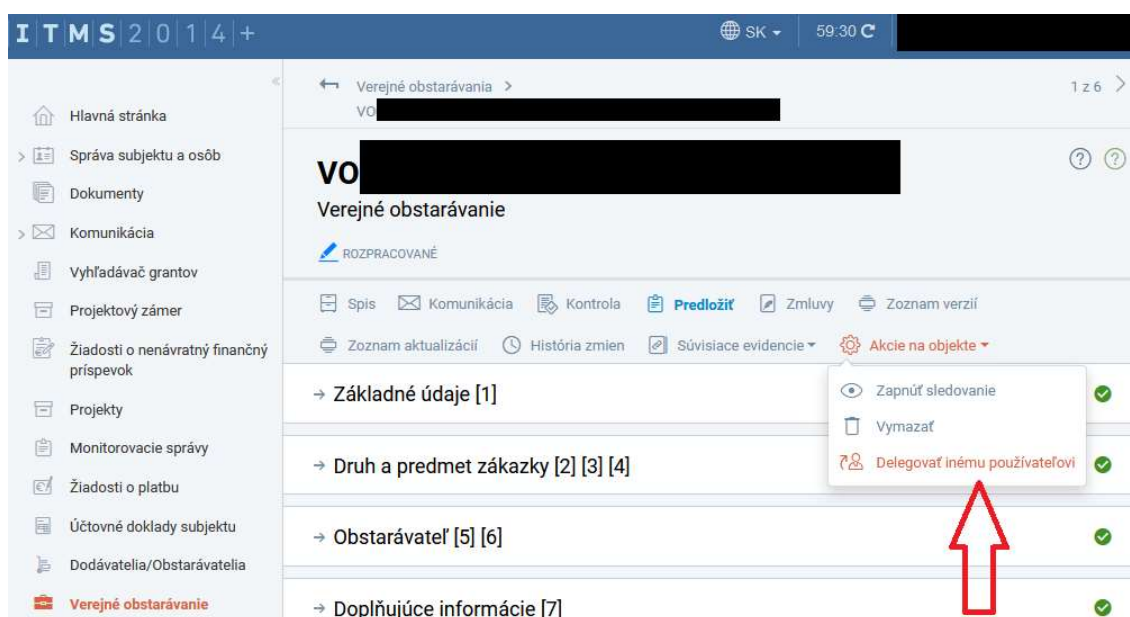 I|T|M|S|2|0|1|4|+
SK
59:30
«
Verejné obstarávania >
VO
1 z 6 >
Hlavná stránka
> Správa subjektu a osôb
Dokumenty
> Komunikácia
Vyhľadávač grantov
Projektový zámer
Žiadosti o nenávratný finančný
príspevok
Projekty
Monitorovacie správy
Žiadosti o platbu
Účtovné doklady subjektu
Dodávatelia/Obstarávatelia
Verejné obstarávanie
VO
? ?
Verejné obstarávanie
ROZPRACOVANÉ
Spis Komunikácia Kontrola Predložiť Zmluvy Zoznam verzií
Zoznam aktualizácií História zmien Súvisiace evidencie Akcie na objekte
Zapnúť sledovanie
Vymazať
Delegovať inému používateľovi
→ Základné údaje [1]
→ Druh a predmet zákazky [2] [3] [4]
→ Obstarávateľ [5] [6]
→ Doplňujúce informácie [7]